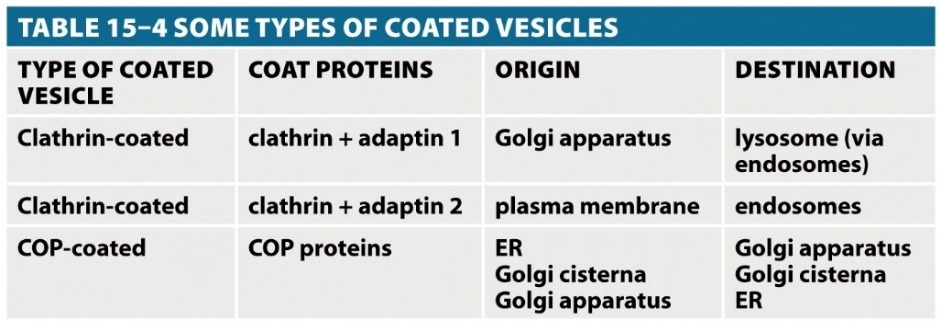 TABLE 15–4 SOME TYPES OF COATED VESICLES
TYPE OF COATED VESICLE COAT PROTEINS ORIGIN DESTINATION
Clathrin-coated clathrin + adaptin 1 Golgi apparatus lysosome (via endosomes)
Clathrin-coated clathrin + adaptin 2 plasma membrane endosomes
COP-coated COP proteins ER Golgi apparatus
Golgi cisterna Golgi cisterna
Golgi apparatus ER